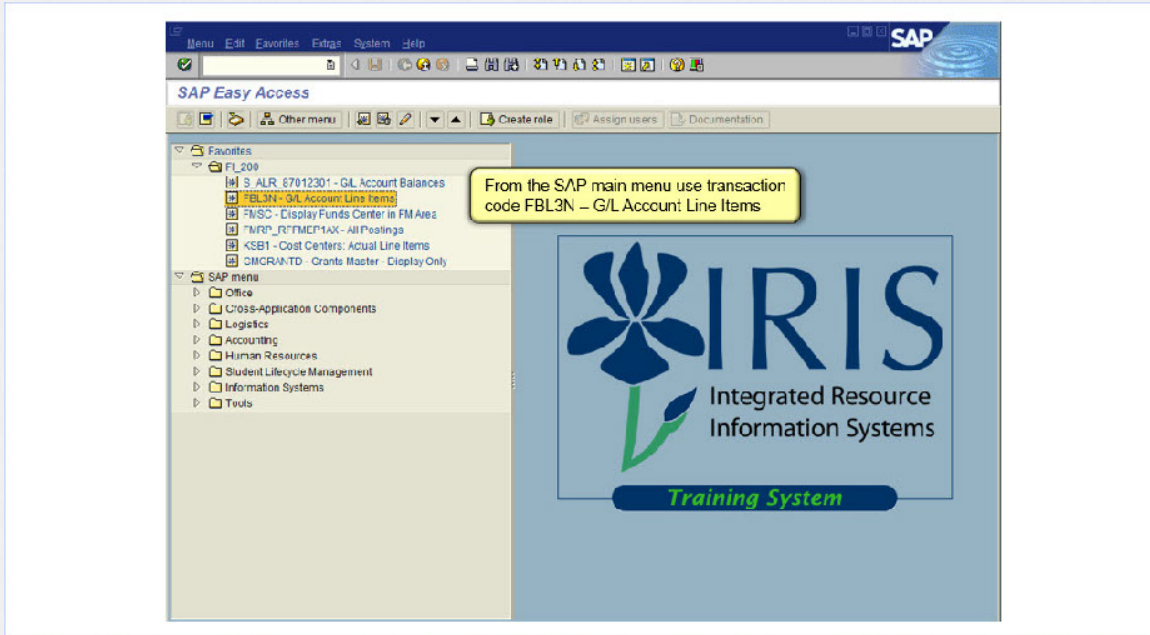 Menu Edit Favorites Extras System Help
SAP
SAP Easy Access
Other menu Create role Assign users Documentation
Favorites
FI_200
S_ALR_87012301 - G/L Account Balances
FBL3N - G/L Account Line Items
FMSC - Display Funds Center in FM Area
FMRP_RFFMEP1AX - All Postings
KSB1 - Cost Centers: Actual Line Items
GMGRANTD - Grants Master - Display Only
SAP menu
Office
Cross-Application Components
Logistics
Accounting
Human Resources
Student Lifecycle Management
Information Systems
Tools
From the SAP main menu use transaction
code FBL3N – G/L Account Line Items
IRIS
Integrated Resource
Information Systems
Training System